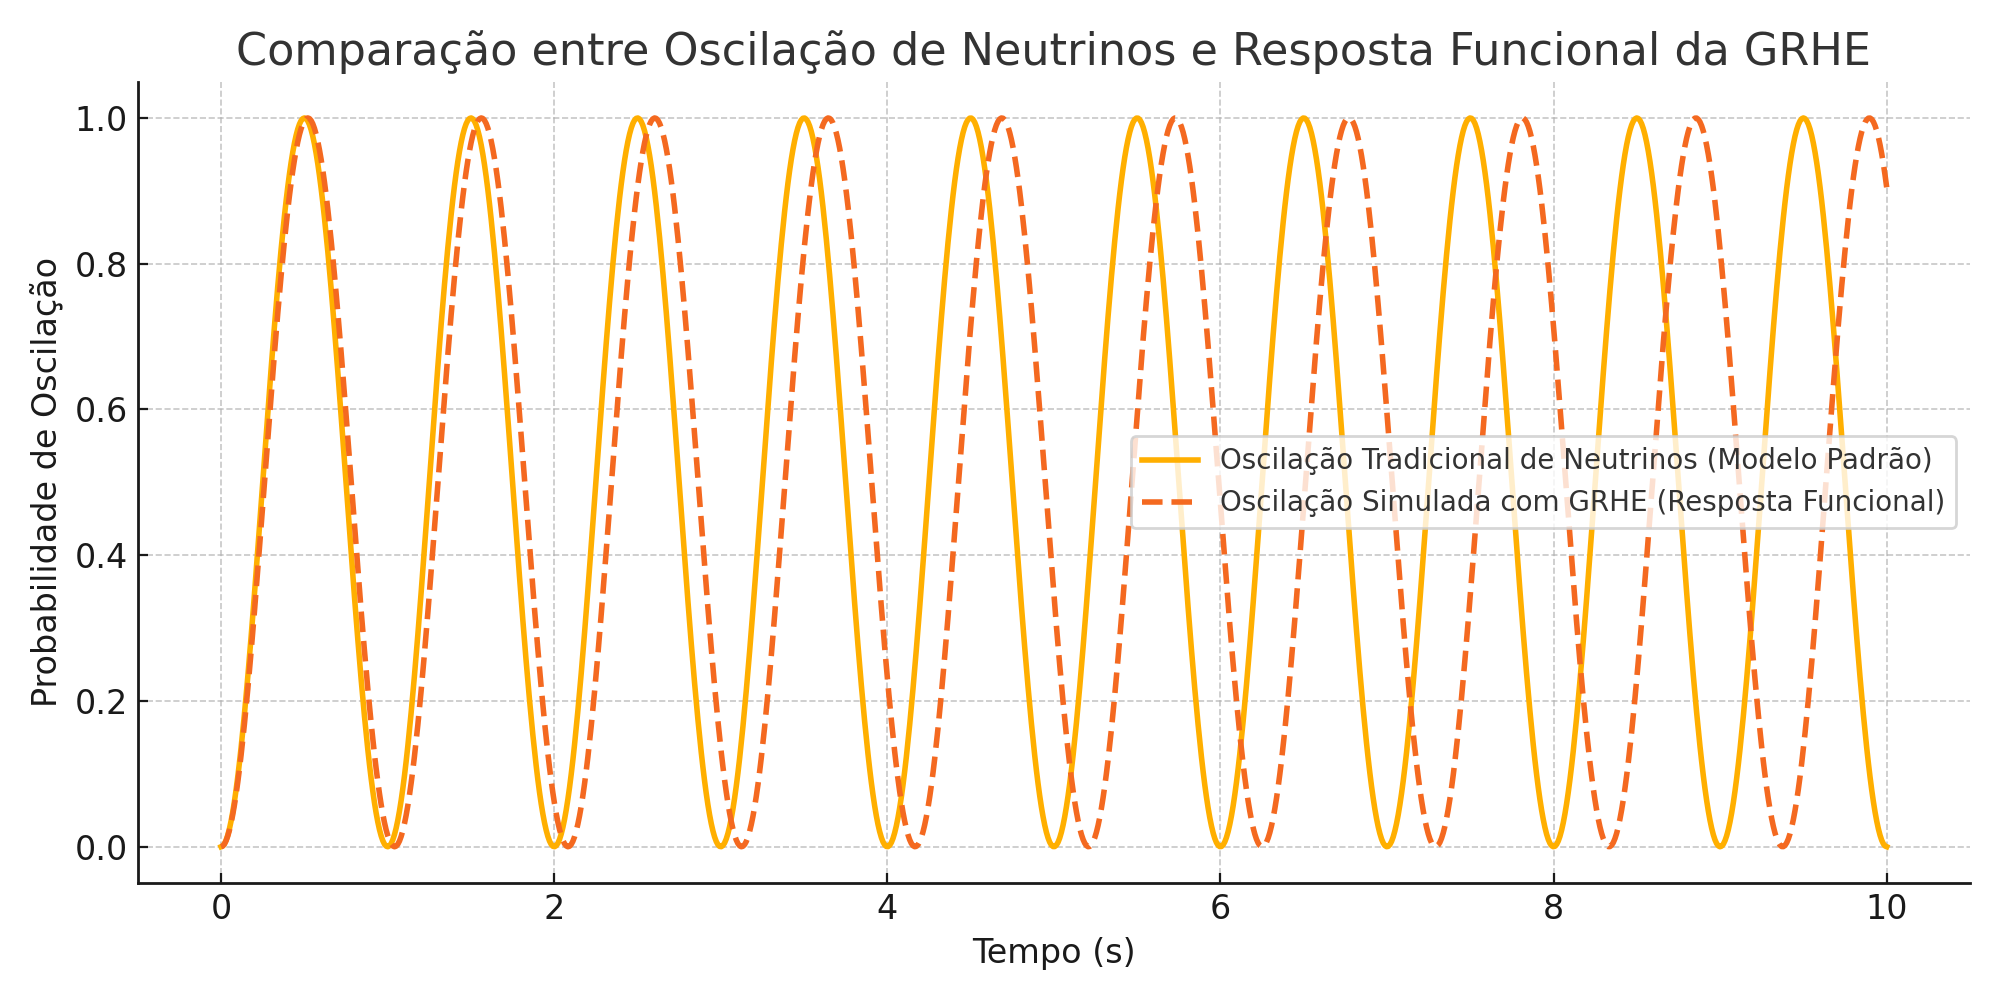 Comparação entre Oscilação de Neutrinos e Resposta Funcional da GRHE
Probabilidade de Oscilação
1.0
0.8
0.6
0.4
0.2
0.0
Oscilação Tradicional de Neutrinos (Modelo Padrão)
Oscilação Simulada com GRHE (Resposta Funcional)
0 2 4 6 8 10
Tempo (s)